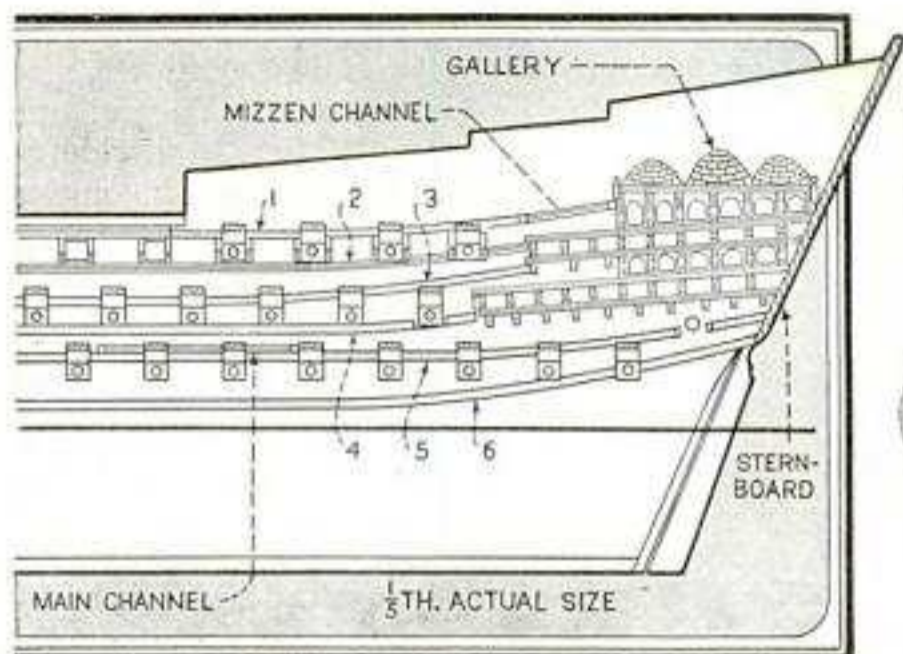 GALLERY
MIZZEN CHANNEL
1
2
3
4
5
6
STERN-
BOARD
MAIN CHANNEL
1/5TH. ACTUAL SIZE